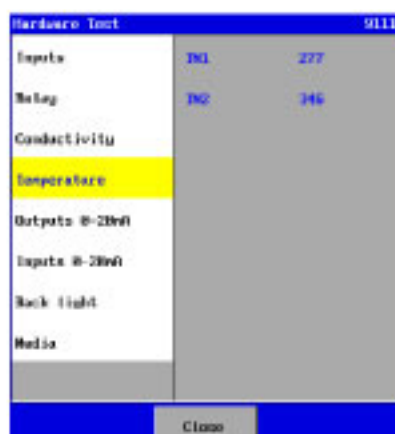 Hardware Test 9111
Inputs IN1 277
Relay IN2 346
Conductivity
Temperature
Outputs 0-20mA
Inputs 0-20mA
Back light
Media
Close